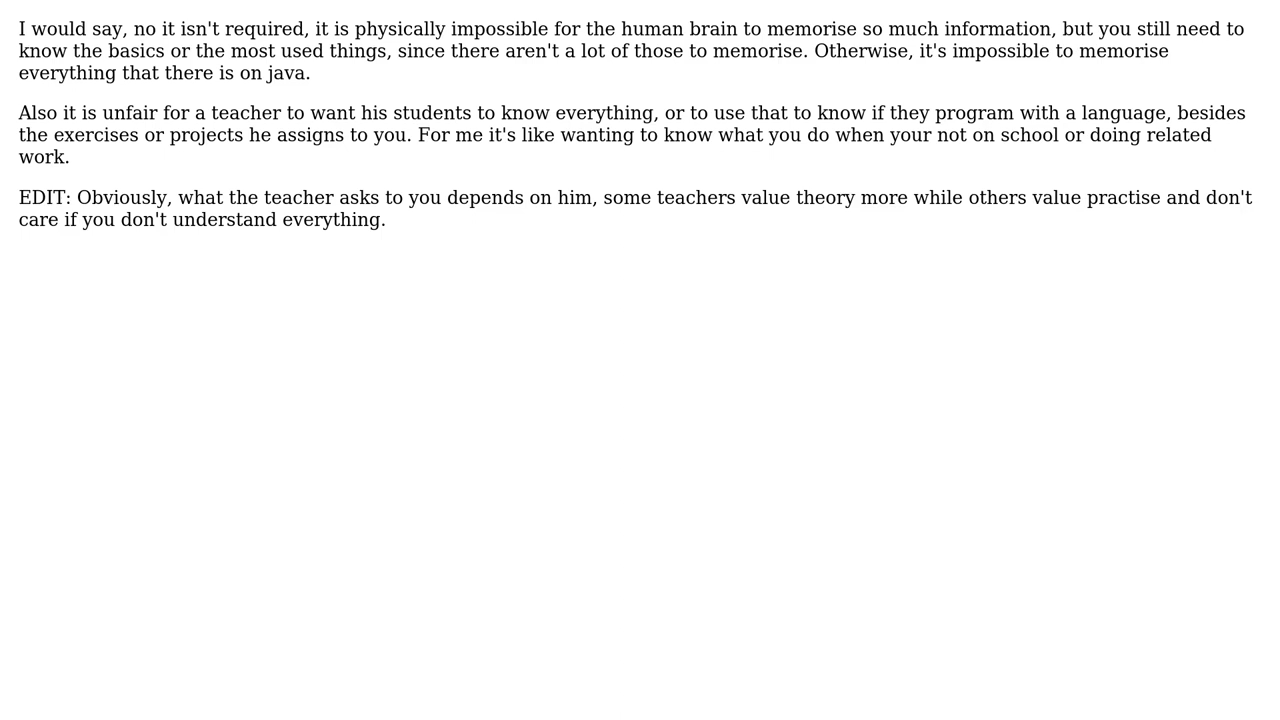 I would say, no it isn't required, it is physically impossible for the human brain to memorise so much information, but you still need to
know the basics or the most used things, since there aren't a lot of those to memorise. Otherwise, it's impossible to memorise
everything that there is on java.
Also it is unfair for a teacher to want his students to know everything, or to use that to know if they program with a language, besides
the exercises or projects he assigns to you. For me it's like wanting to know what you do when your not on school or doing related
work.
EDIT: Obviously, what the teacher asks to you depends on him, some teachers value theory more while others value practise and don't
care if you don't understand everything.